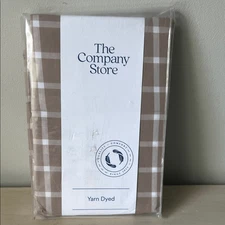 The
Company
Store
Yarn Dyed